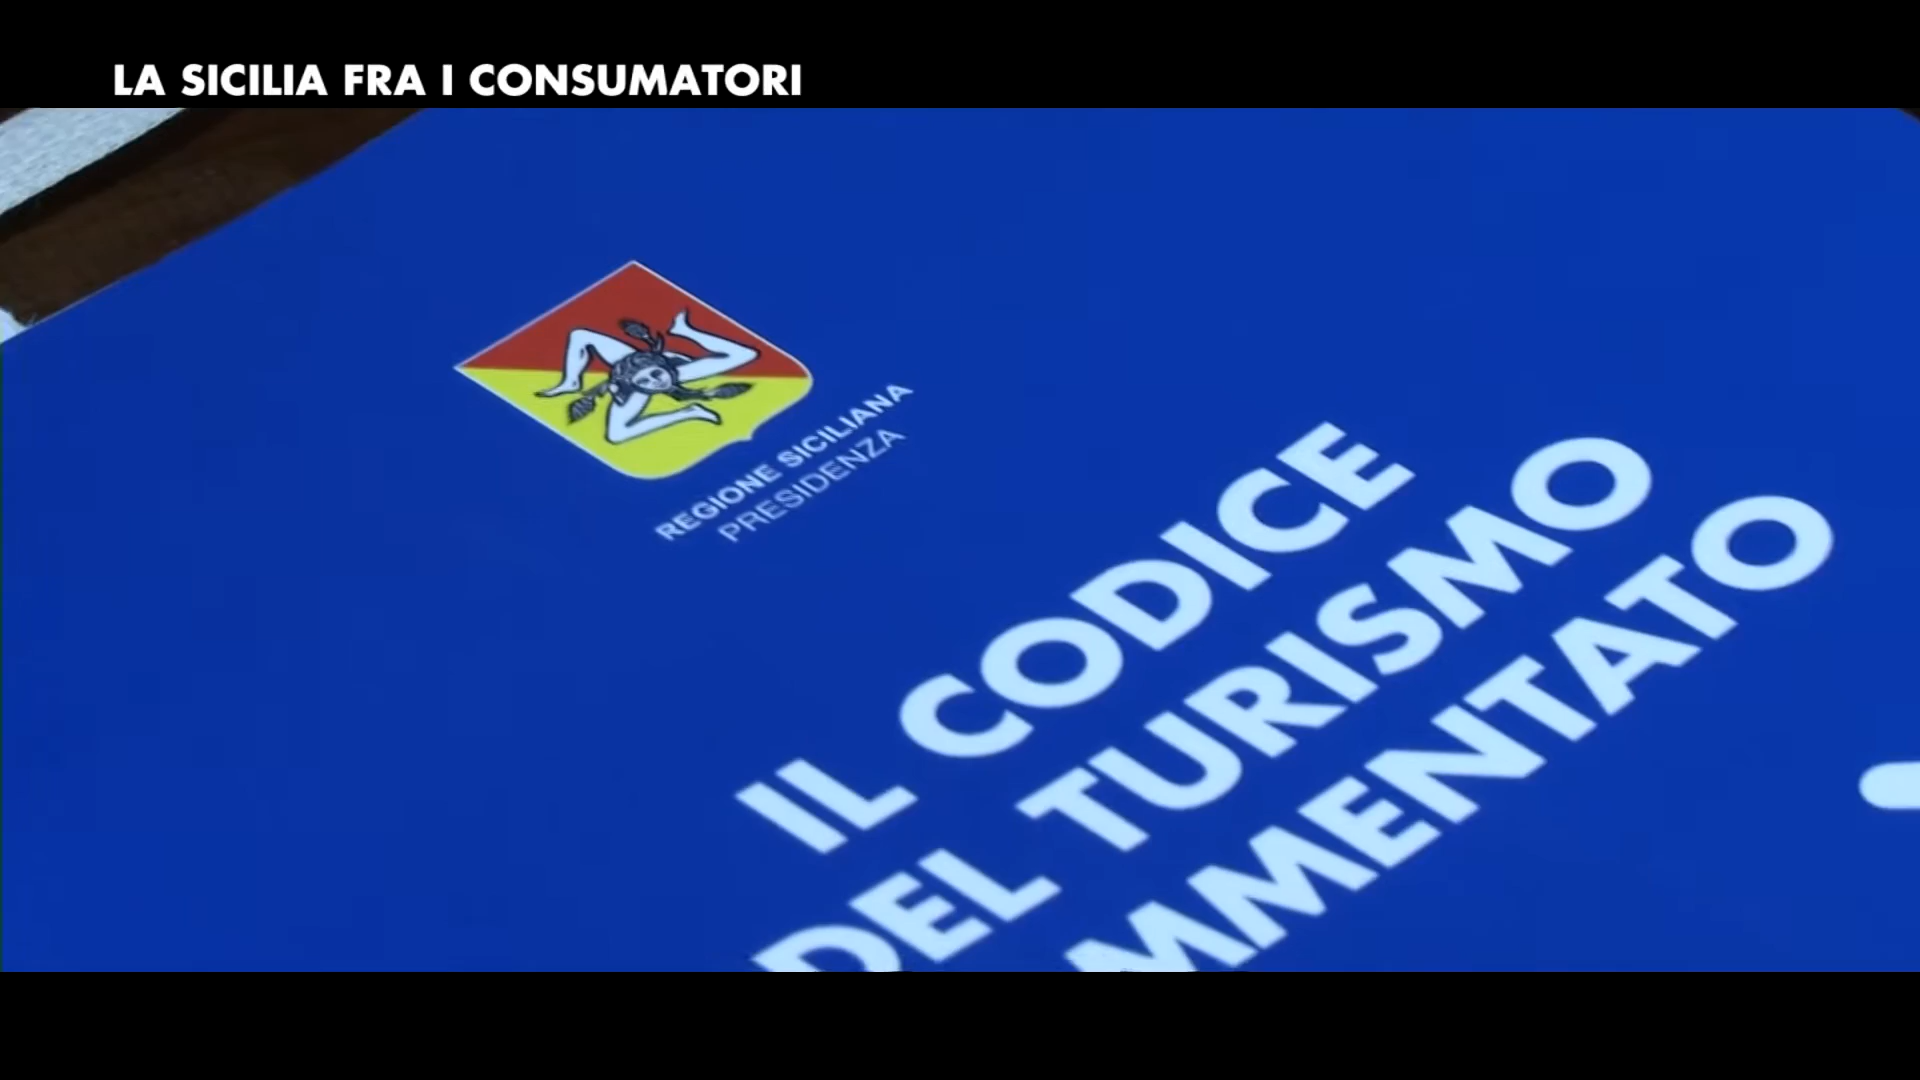 LA SICILIA FRA I CONSUMATORI
REGIONE SICILIANA
PRESIDENZA
IL CODICE
DEL TURISMO
MMENTATO